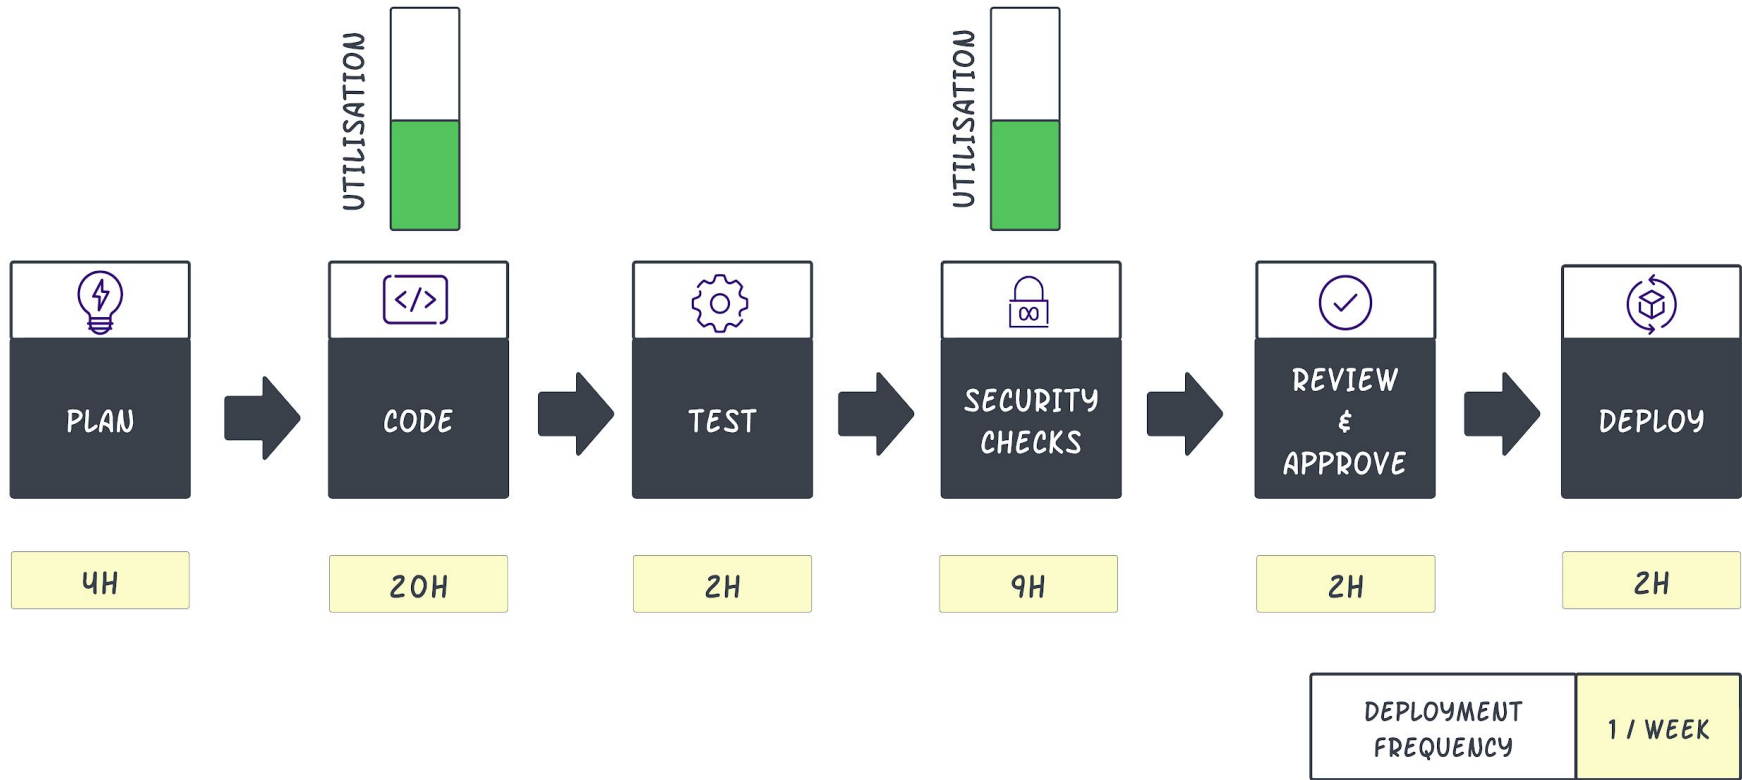 UTILISATION
UTILISATION
</>
∞
PLAN
CODE
TEST
SECURITY
CHECKS
REVIEW
&
APPROVE
DEPLOY
4H
20H
2H
9H
2H
2H
DEPLOYMENT
FREQUENCY
1 / WEEK